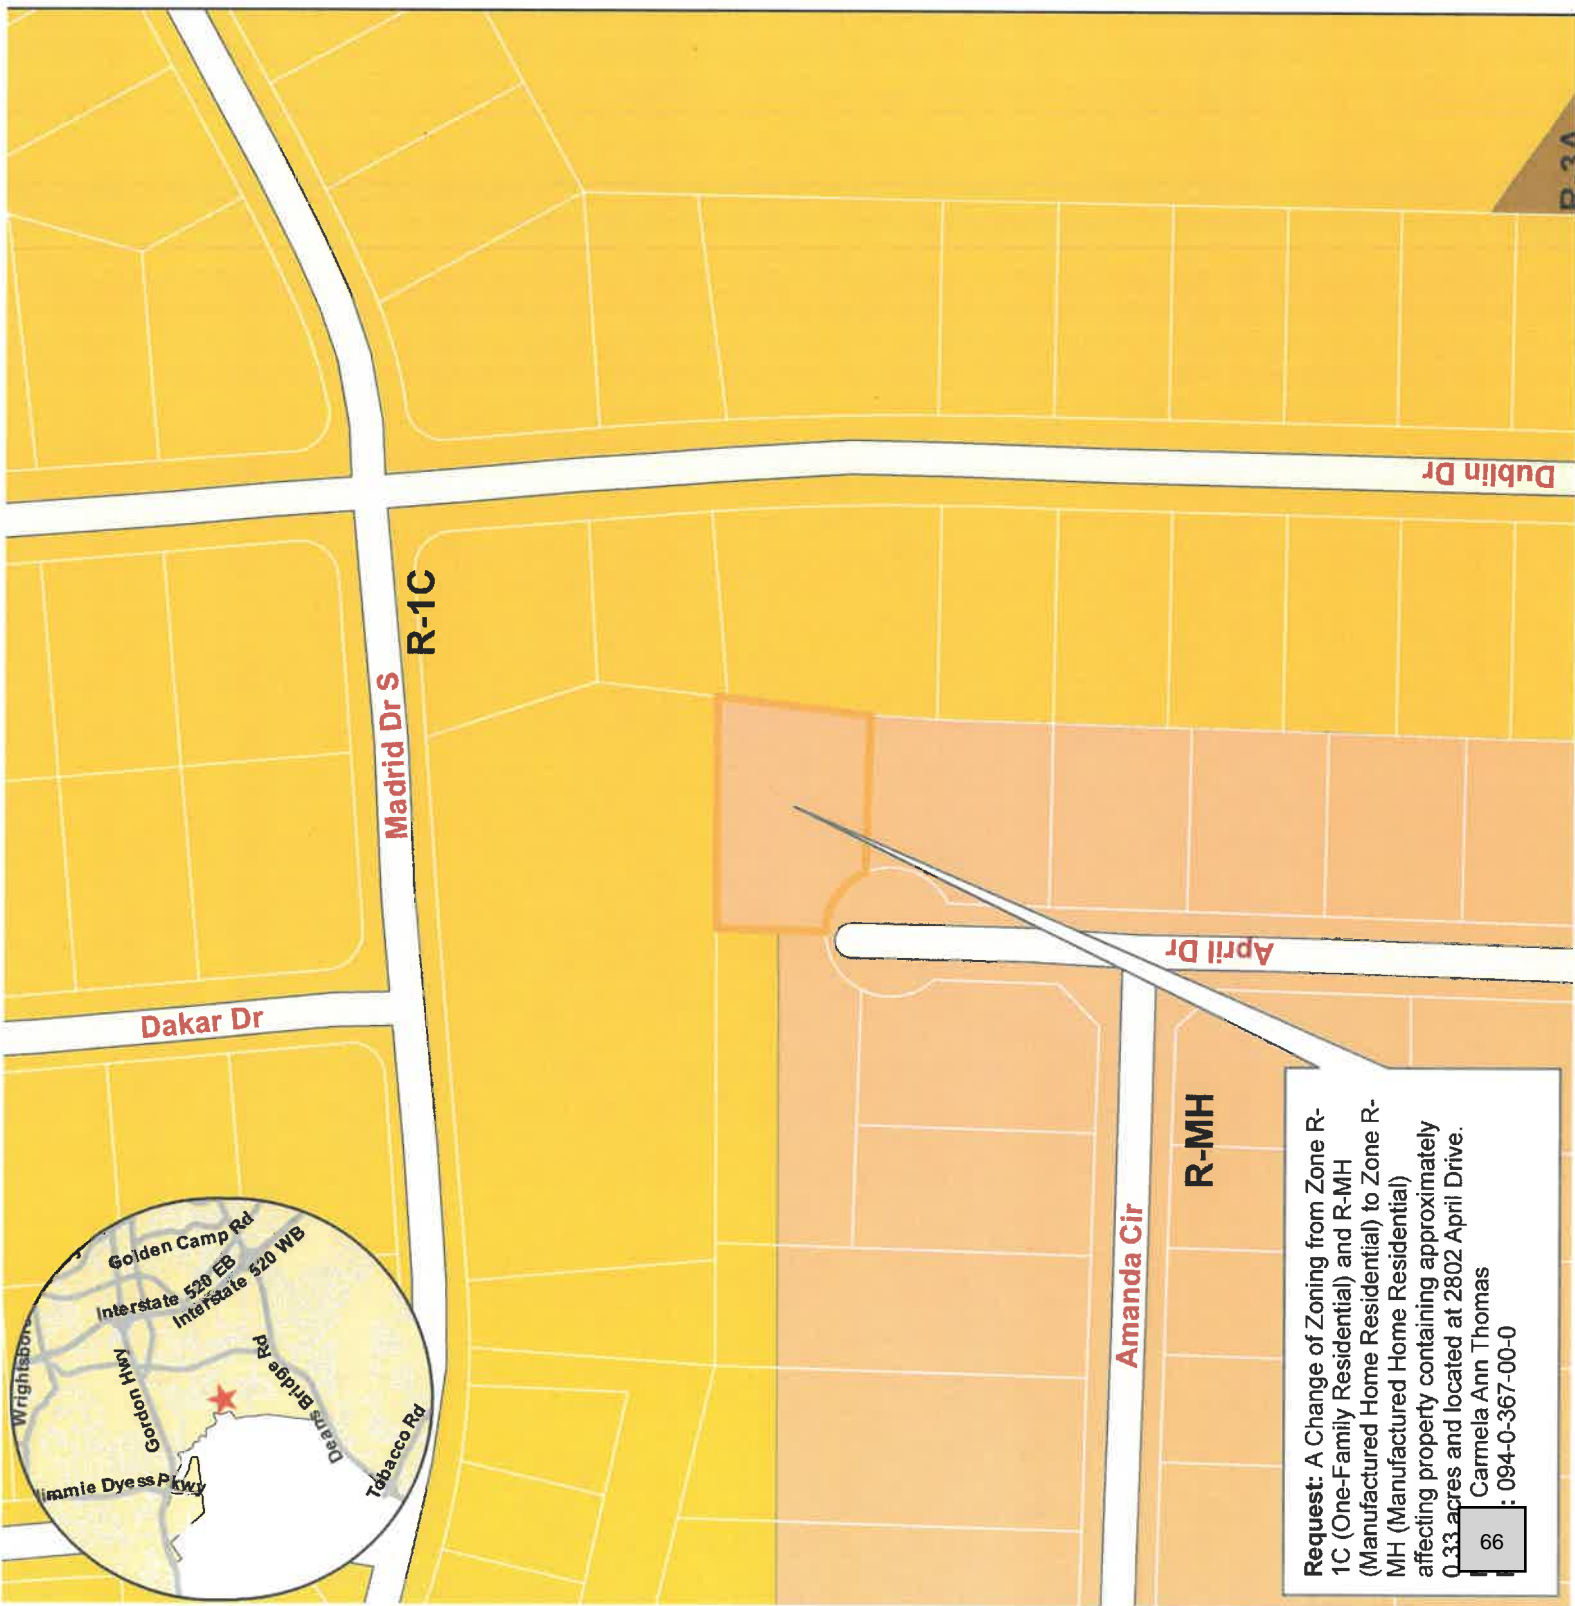 Madrid Dr S
R-1C
Dakar Dr
Dublin Dr
April Dr
Amanda Cir
R-MH
Golden Camp Rd
Interstate 520 EB
Interstate 520 WB
Gordon Hwy
Deans Bridge Rd
Tobacco Rd
Request: A Change of Zoning from Zone R-
1C (One-Family Residential) and R-MH
(Manufactured Home Residential) to Zone R-
MH (Manufactured Home Residential)
affecting property containing approximately
0.33 acres and located at 2802 April Drive.
Carmela Ann Thomas
: 094-0-367-00-0
66